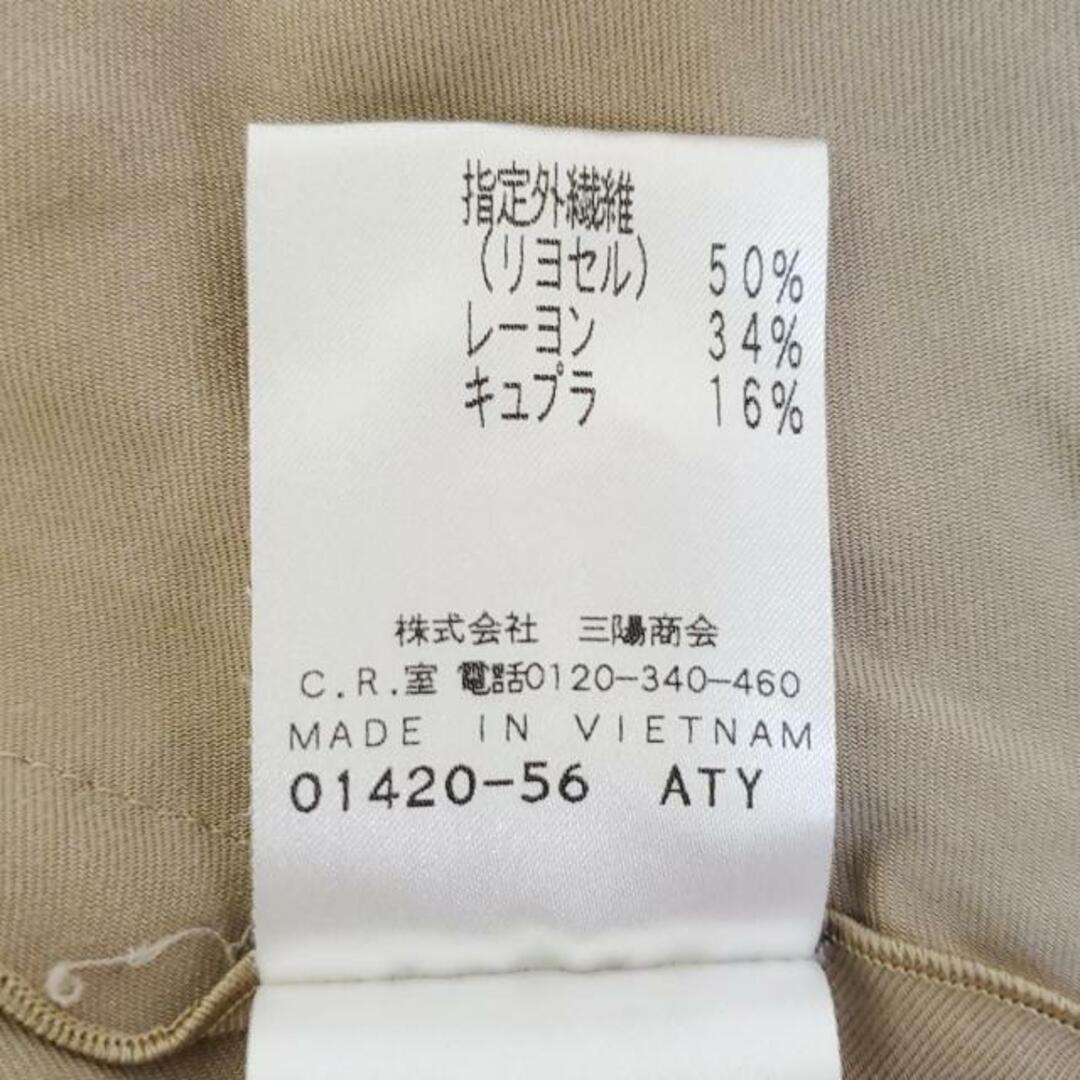 指定外繊維
(リヨセル) 50%
レーヨン 34%
キュプラ 16%
株式会社 三陽商会
C.R.室 電話0120-340-460
MADE IN VIETNAM
01420-56 ATY